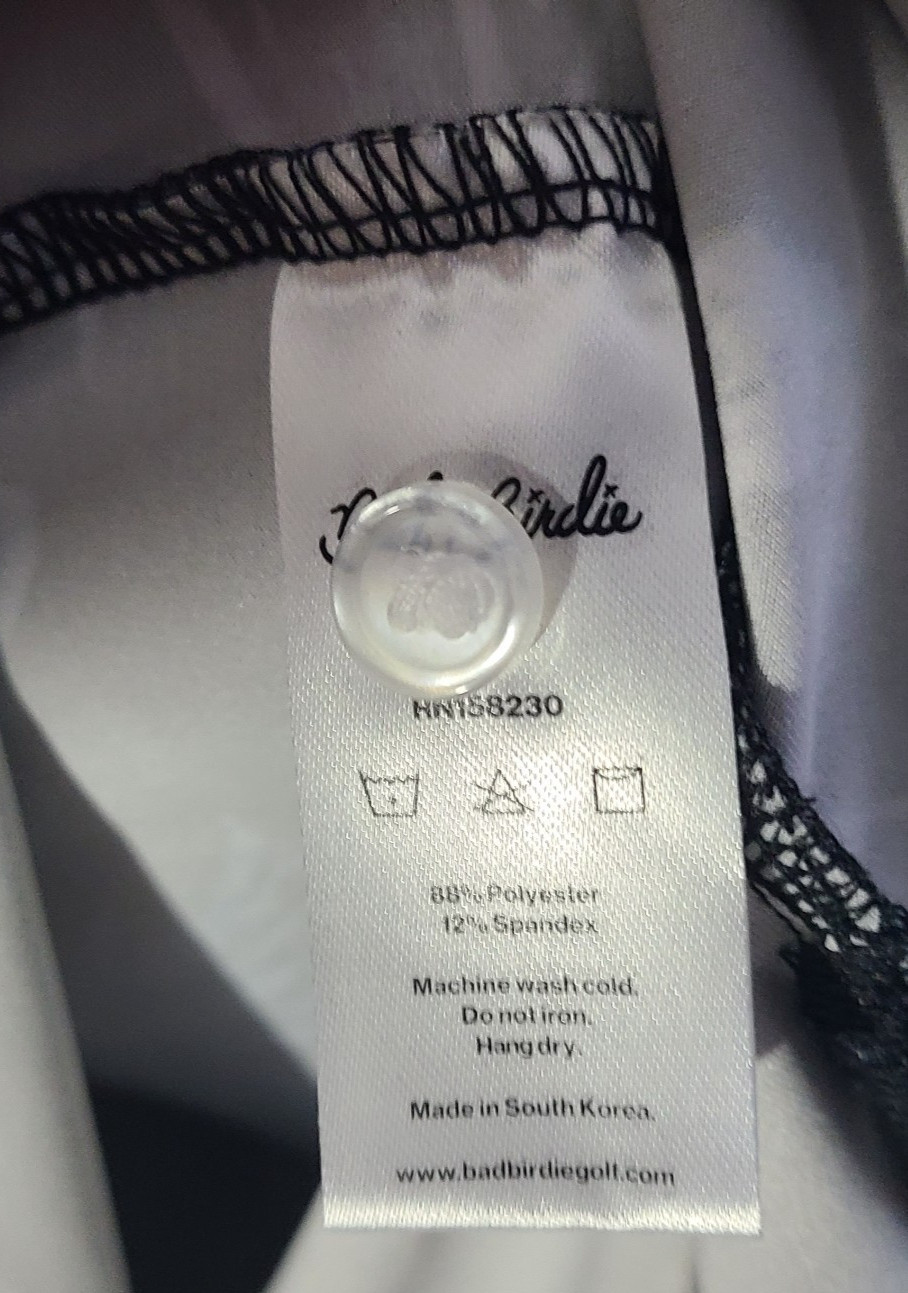 Birdie
RN158230
88% Polyester
12% Spandex
Machine wash cold.
Do not iron.
Hang dry.
Made in South Korea.
www.badbirdiegolf.com